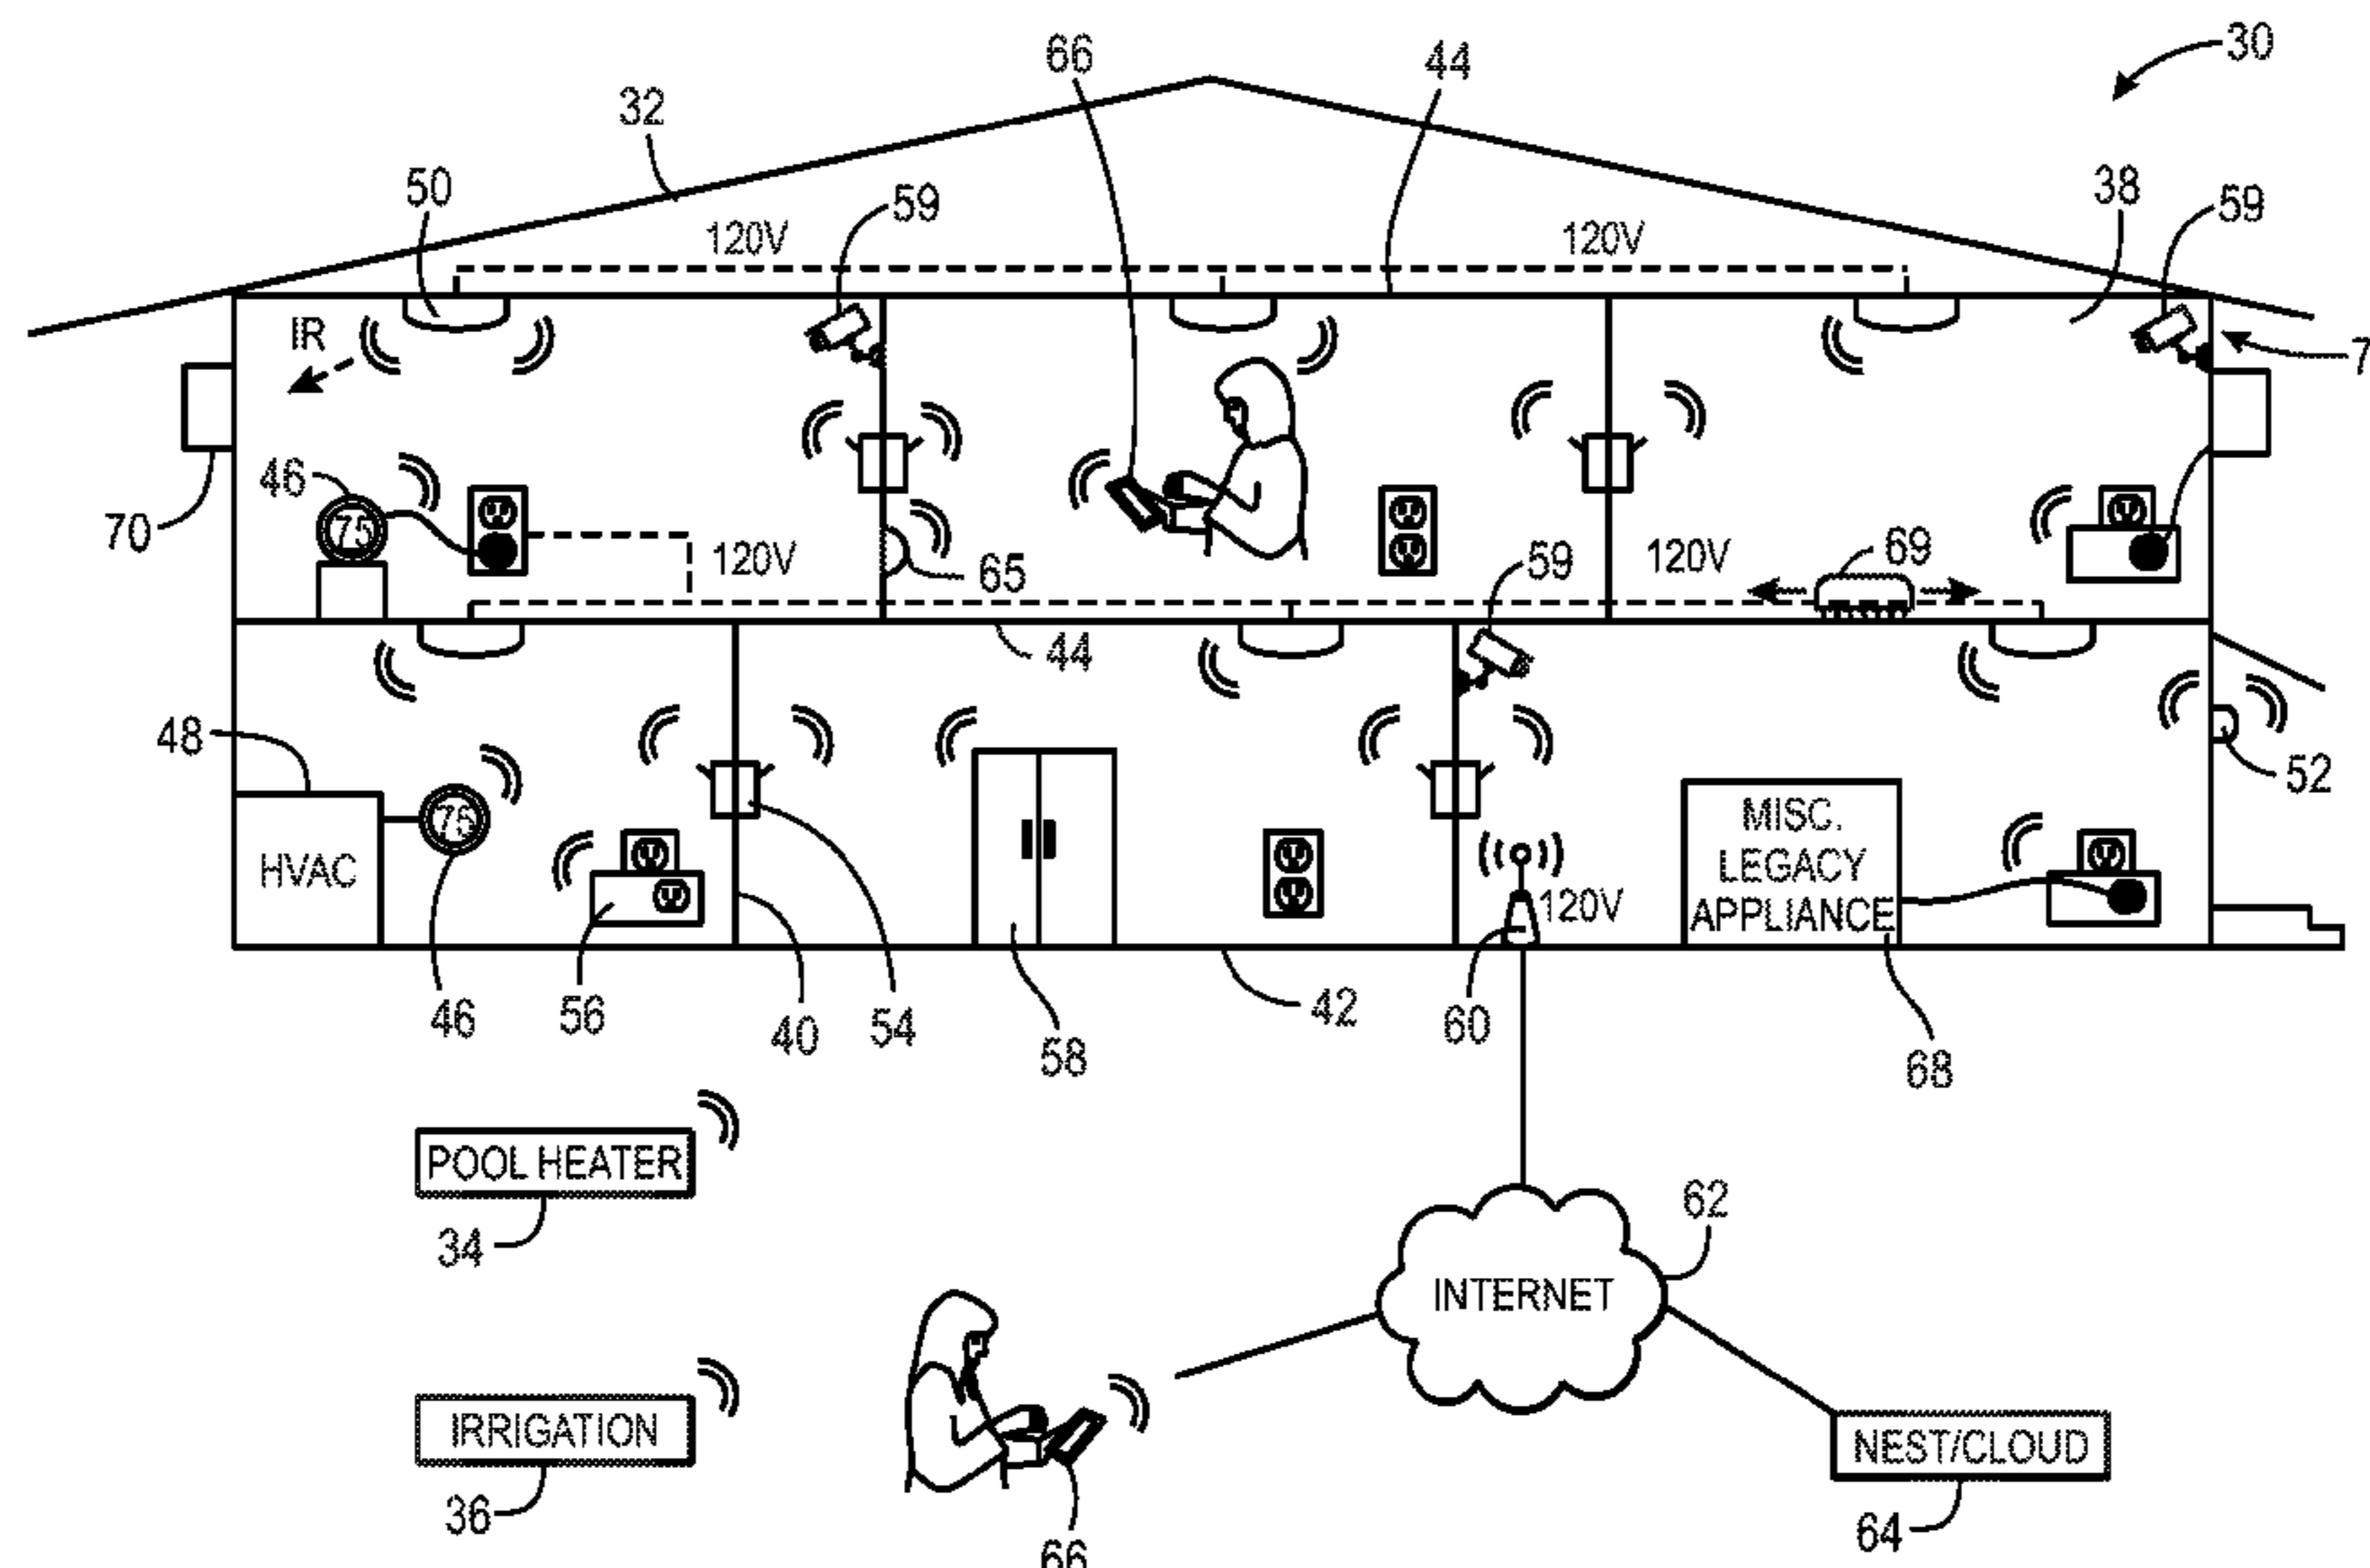 66
44
30
32
50
59
38
59
120V
120V
IR
7
46
75
70
120V
65
59
120V
69
44
48
75
52
HVAC
MISC.
LEGACY
APPLIANCE
120V
46
56
40
54
58
42
60
68
POOL HEATER
34
62
INTERNET
IRRIGATION
36
NEST/CLOUD
64
66